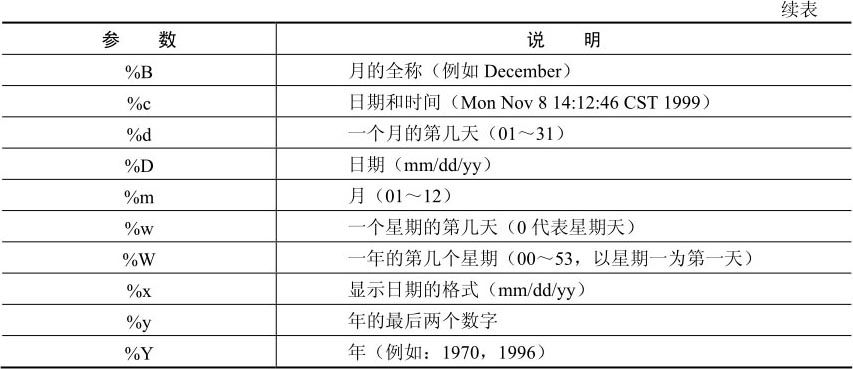 续表
参 数 说 明
%B 月的全称（例如 December）
%c 日期和时间（Mon Nov 8 14:12:46 CST 1999）
%d 一个月的第几天（01～31）
%D 日期（mm/dd/yy）
%m 月（01～12）
%w 一个星期的第几天（0 代表星期天）
%W 一年的第几个星期（00～53，以星期一为第一天）
%x 显示日期的格式（mm/dd/yy）
%y 年的最后两个数字
%Y 年（例如：1970，1996）